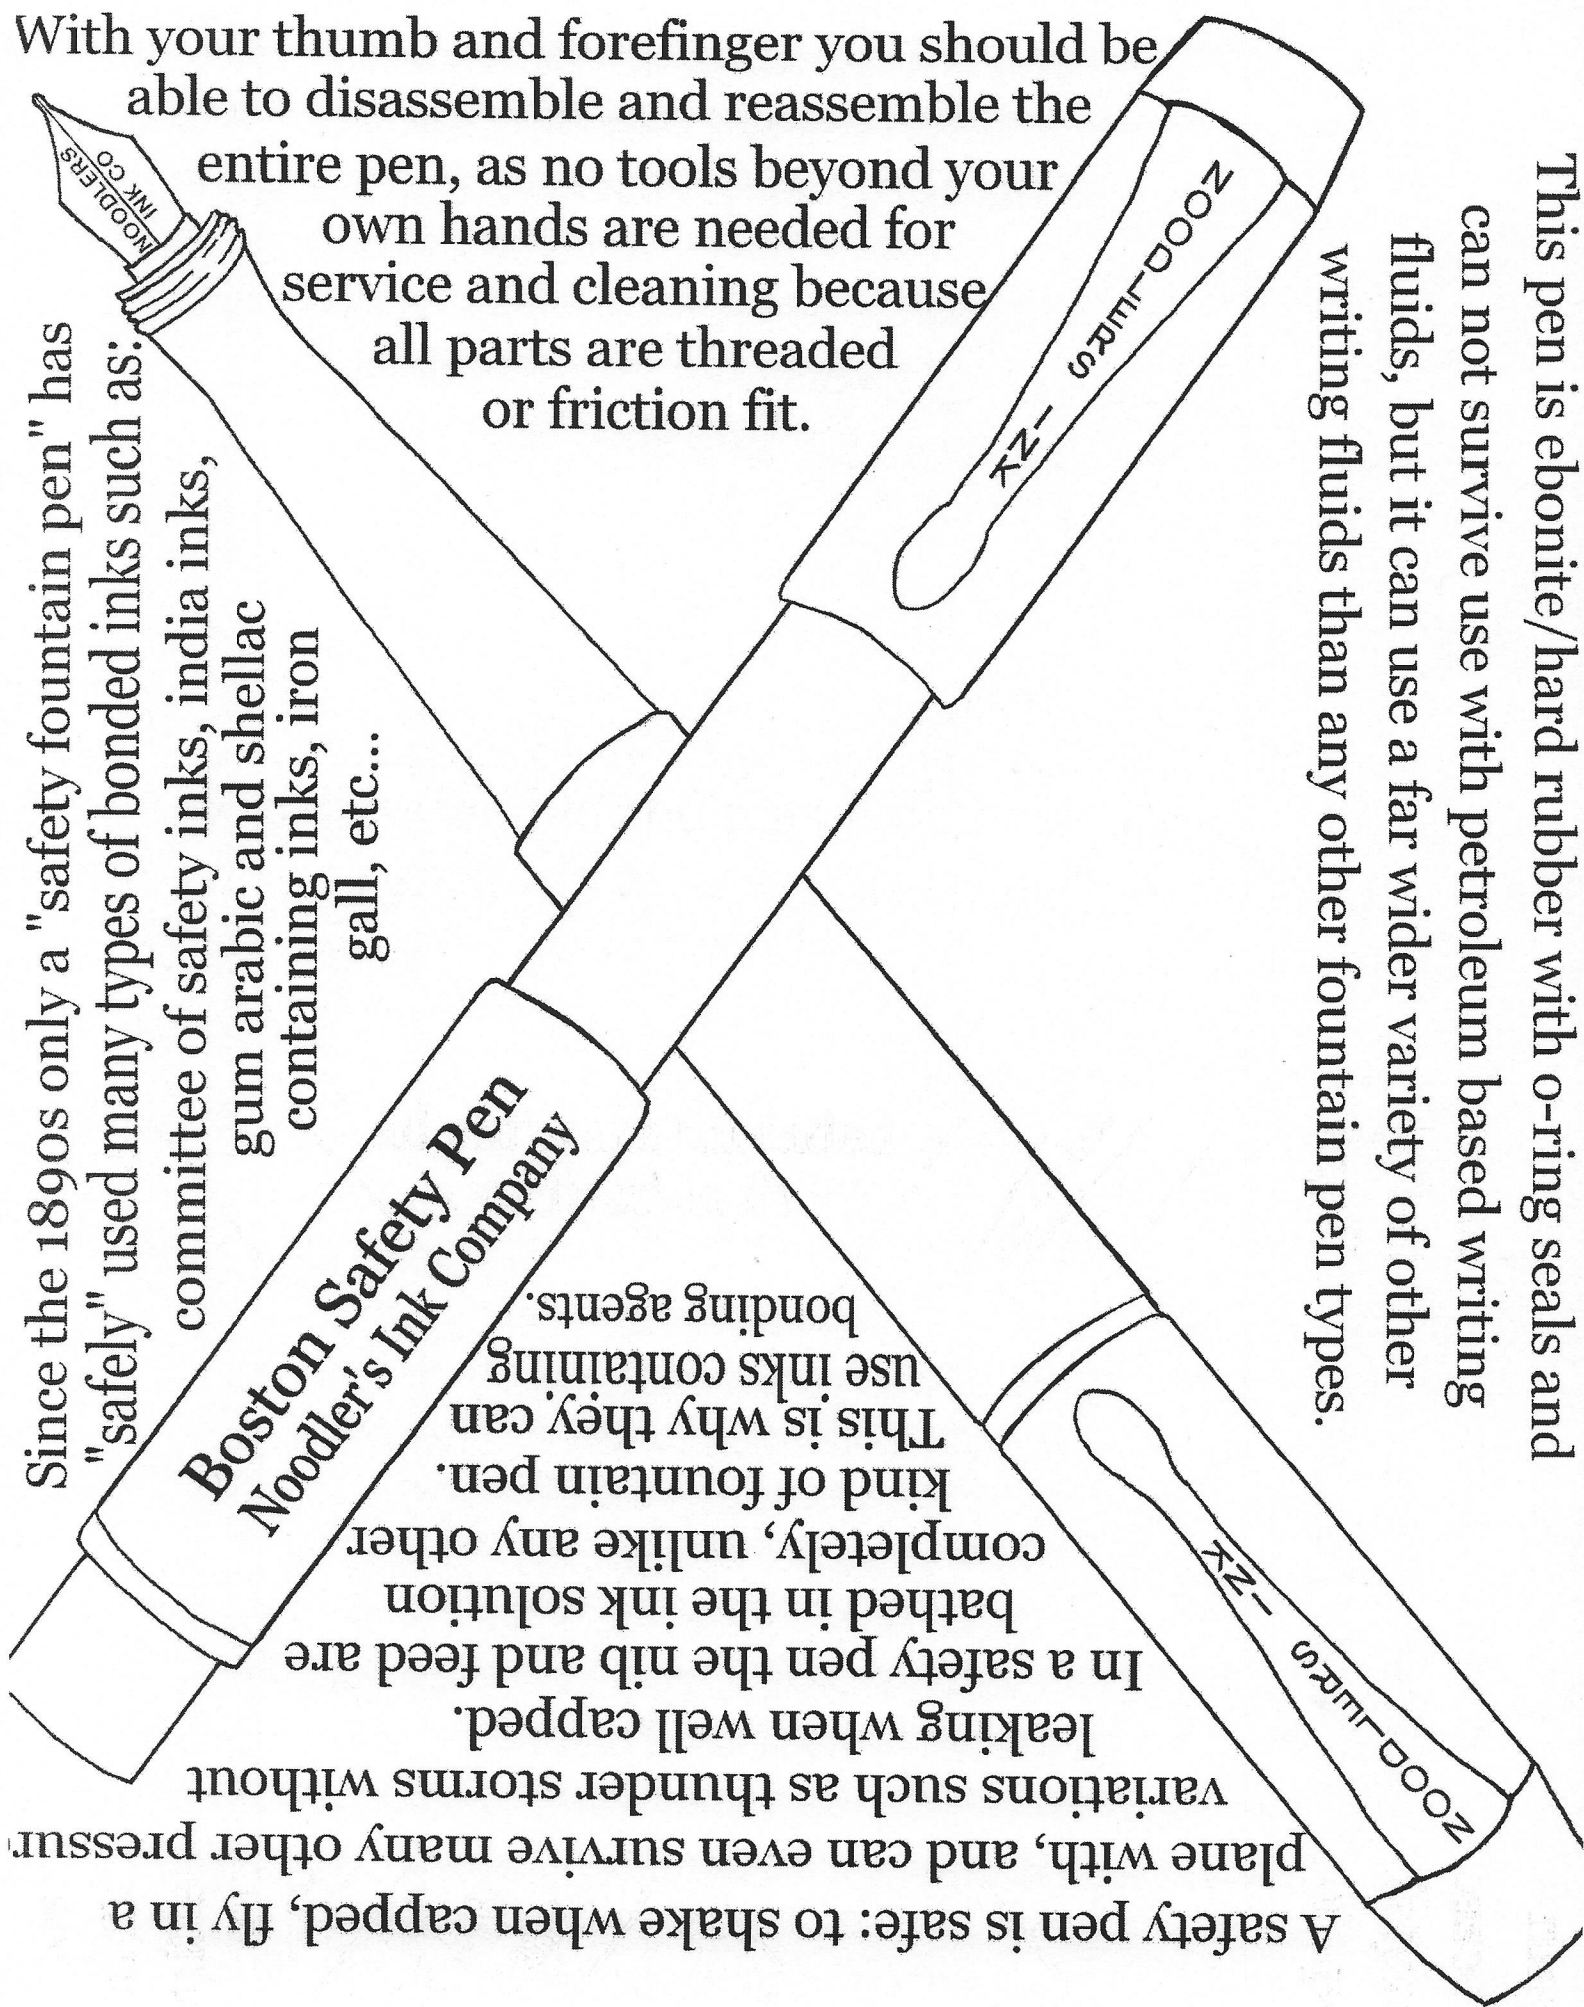 With your thumb and forefinger you should be
able to disassemble and reassemble the
entire pen, as no tools beyond your
own hands are needed for
service and cleaning because
all parts are threaded
or friction fit.
This pen is ebonite/hard rubber with o-ring seals and
can not survive use with petroleum based writing
fluids, but it can use a far wider variety of other
writing fluids than any other fountain pen types.
A safety pen is safe: to shake when capped, fly in a
plane with, and can even survive many other pressur
variations such as thunder storms without
leaking when well capped.
In a safety pen the nib and feed are
bathed in the ink solution
completely, unlike any other
kind of fountain pen.
This is why they can
use inks containing
bonding agents.
Since the 1890s only a "safety fountain pen" has
"safely" used many types of bonded inks such as:
committee of safety inks, india inks,
gum arabic and shellac
containing inks, iron
gall, etc...
NOODLERS
INK CO
NOODLERS INK
Boston Safety Pen
Noodler's Ink Company
NOODLERS INK